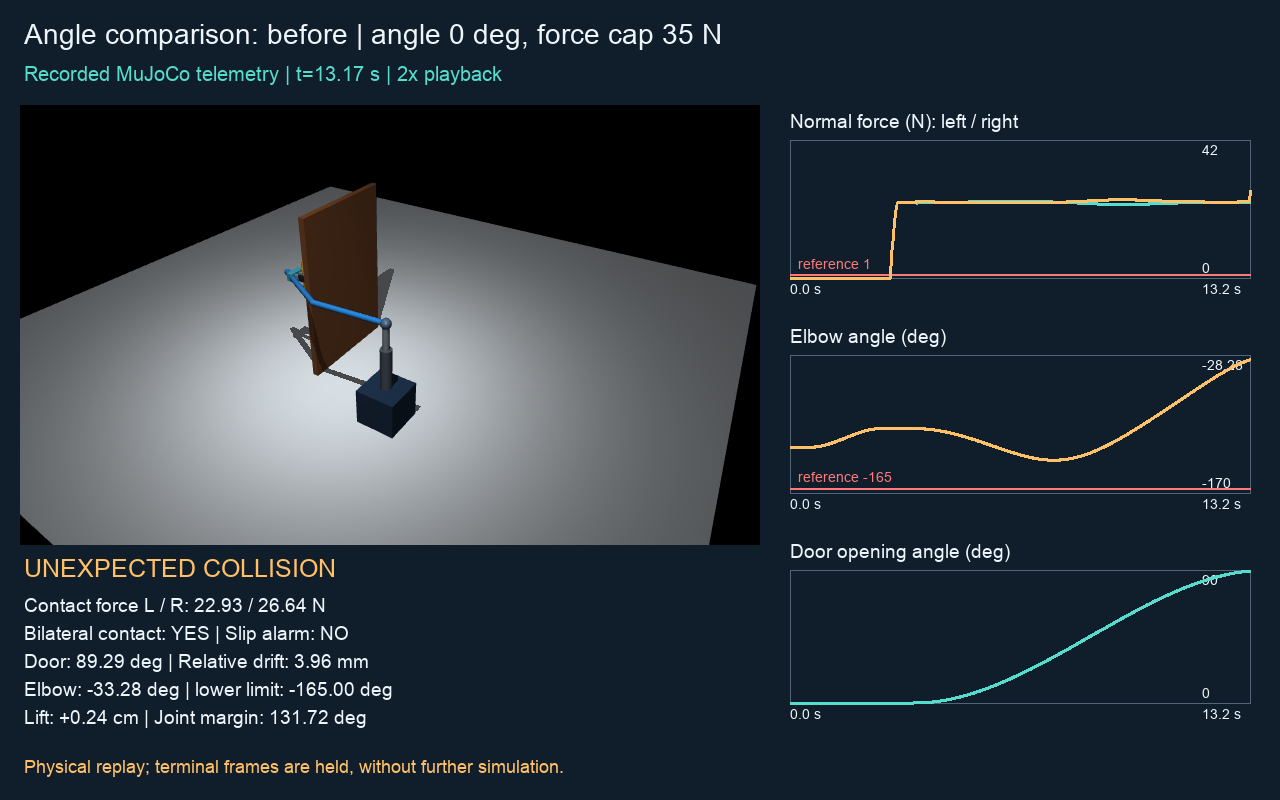 Angle comparison: before | angle 0 deg, force cap 35 N
Recorded MuJoCo telemetry | t=13.17 s | 2x playback
Normal force (N): left / right
42
reference 1
0
0.0 s
13.2 s
Elbow angle (deg)
-28.28
reference -165
-170
0.0 s
13.2 s
Door opening angle (deg)
90
0
0.0 s
13.2 s
UNEXPECTED COLLISION
Contact force L / R: 22.93 / 26.64 N
Bilateral contact: YES | Slip alarm: NO
Door: 89.29 deg | Relative drift: 3.96 mm
Elbow: -33.28 deg | lower limit: -165.00 deg
Lift: +0.24 cm | Joint margin: 131.72 deg
Physical replay; terminal frames are held, without further simulation.